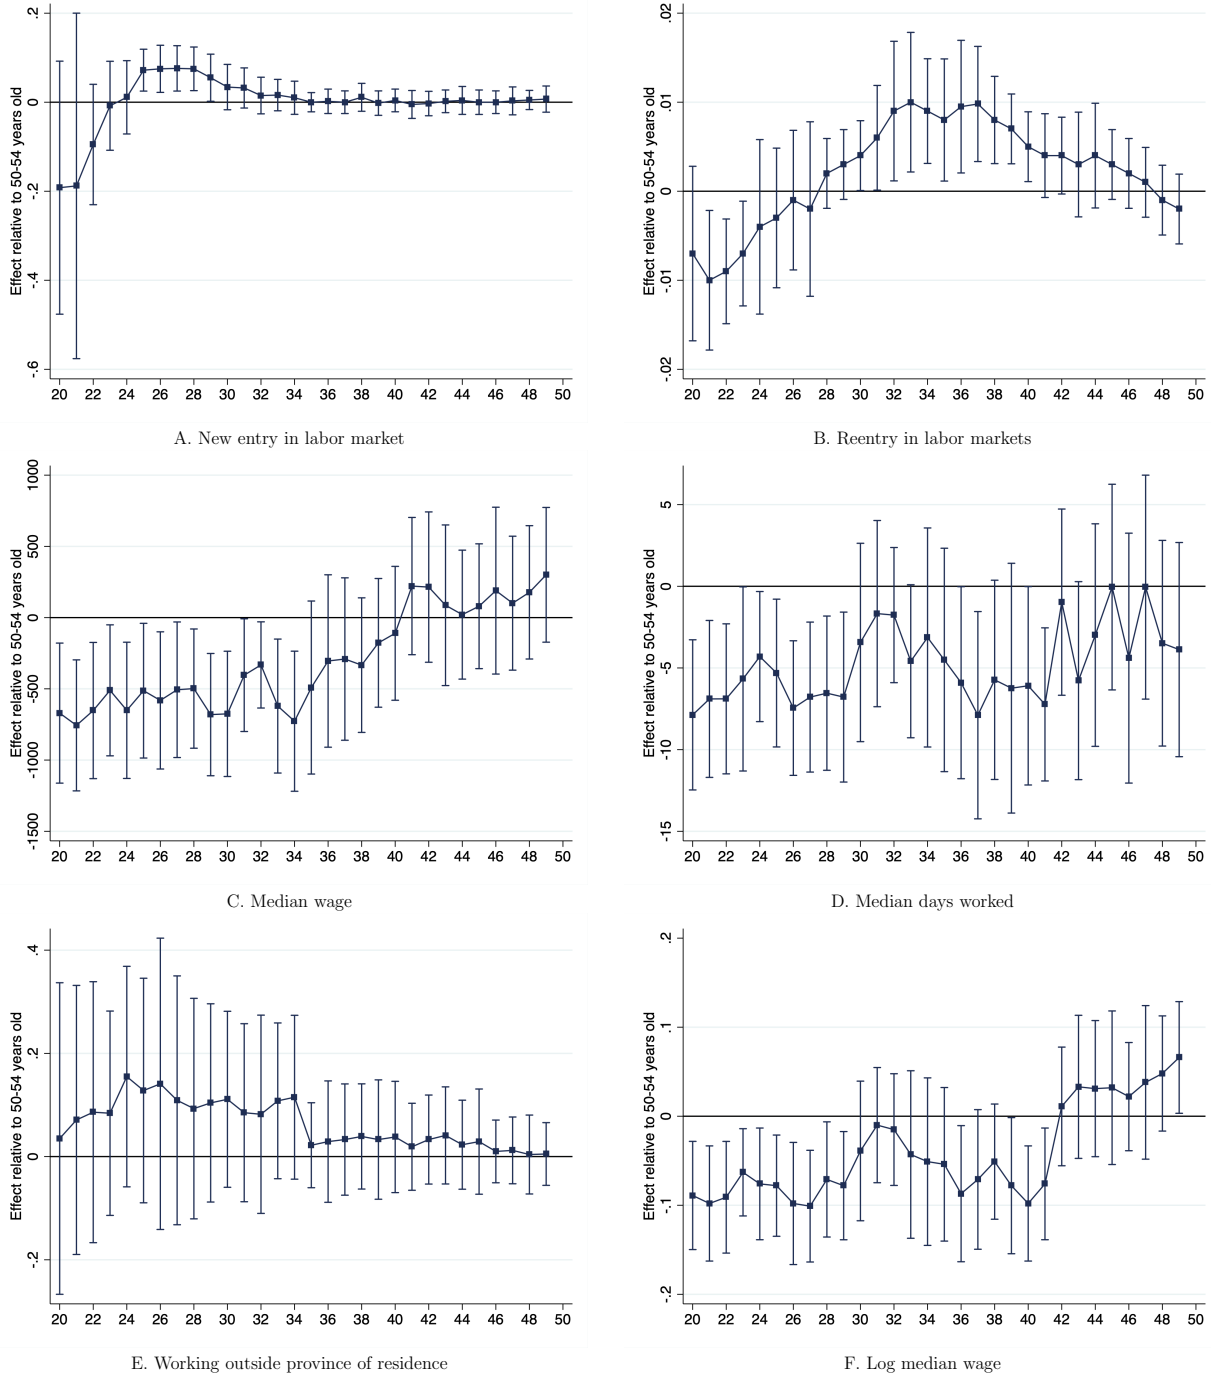 Effect relative to 50-54 years old
.2
0
-.2
-.4
-.6
20 22 24 26 28 30 32 34 36 38 40 42 44 46 48 50
A. New entry in labor market
Effect relative to 50-54 years old
.02
.01
0
-.01
-.02
20 22 24 26 28 30 32 34 36 38 40 42 44 46 48 50
B. Reentry in labor markets
Effect relative to 50-54 years old
1000
500
0
-500
-1000
-1500
20 22 24 26 28 30 32 34 36 38 40 42 44 46 48 50
C. Median wage
Effect relative to 50-54 years old
5
0
-5
-10
-15
20 22 24 26 28 30 32 34 36 38 40 42 44 46 48 50
D. Median days worked
Effect relative to 50-54 years old
.4
.2
0
-.2
20 22 24 26 28 30 32 34 36 38 40 42 44 46 48 50
E. Working outside province of residence
Effect relative to 50-54 years old
.2
.1
0
-.1
-.2
20 22 24 26 28 30 32 34 36 38 40 42 44 46 48 50
F. Log median wage